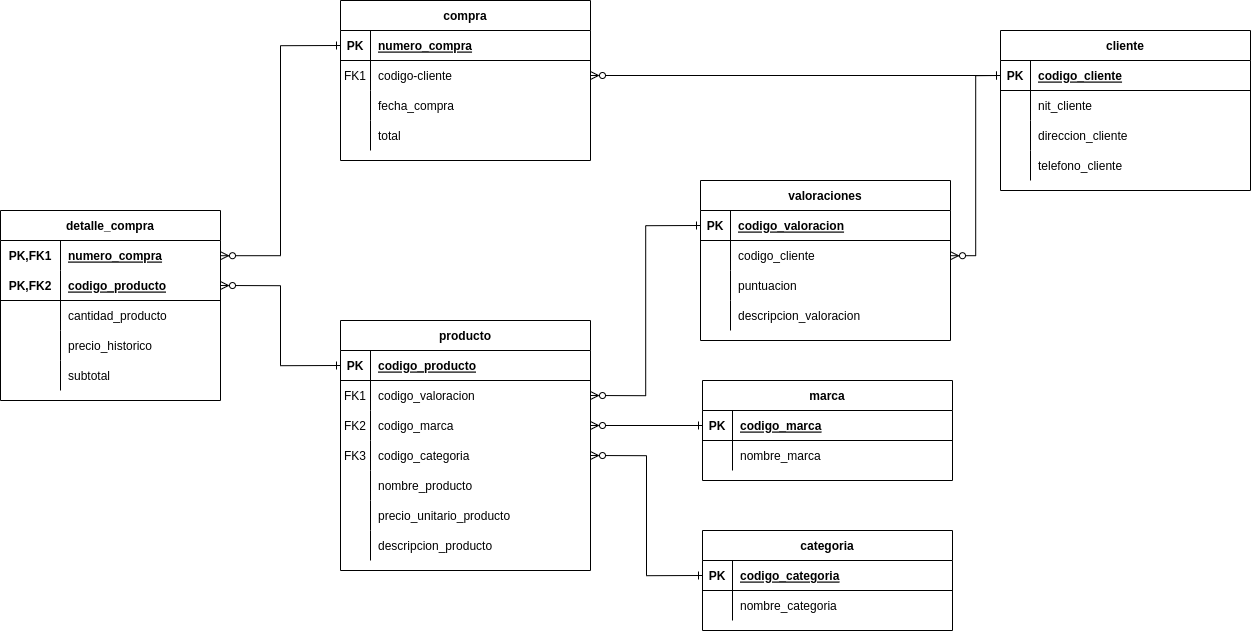 compra
PK numero_compra
FK1 codigo-cliente
fecha_compra
total
cliente
PK codigo_cliente
nit_cliente
direccion_cliente
telefono_cliente
valoraciones
PK codigo_valoracion
codigo_cliente
puntuacion
descripcion_valoracion
detalle_compra
PK,FK1 numero_compra
PK,FK2 codigo_producto
cantidad_producto
precio_historico
subtotal
producto
PK codigo_producto
FK1 codigo_valoracion
FK2 codigo_marca
FK3 codigo_categoria
nombre_producto
precio_unitario_producto
descripcion_producto
marca
PK codigo_marca
nombre_marca
categoria
PK codigo_categoria
nombre_categoria